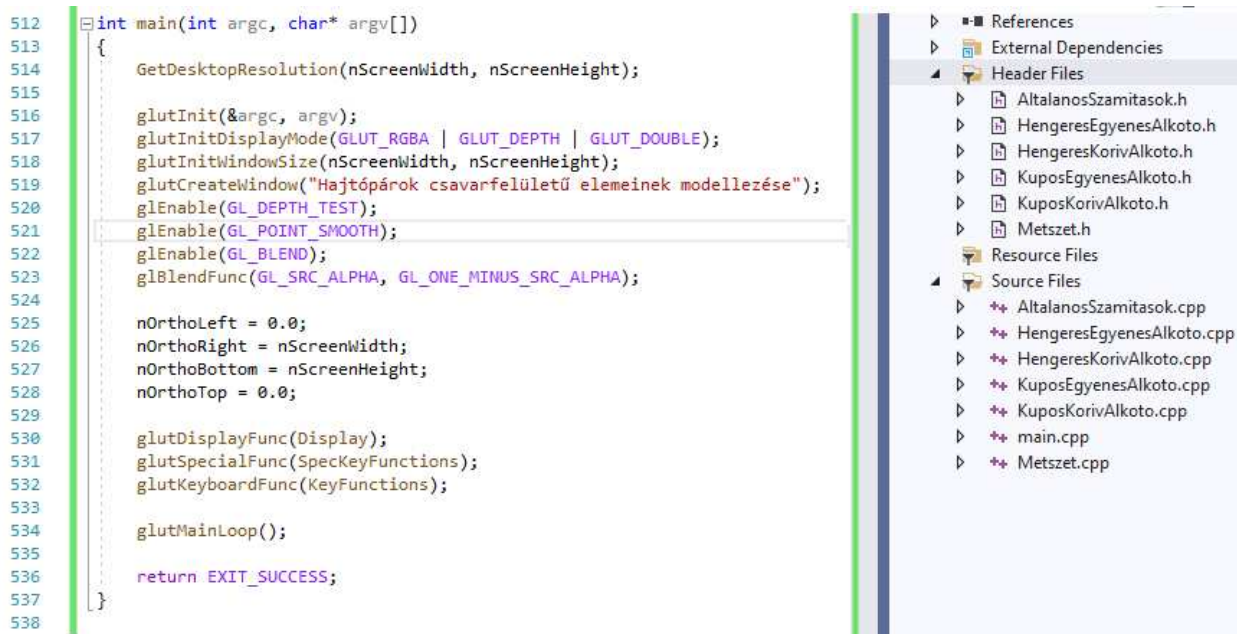 512 int main(int argc, char* argv[])
513 {
514 GetDesktopResolution(nScreenWidth, nScreenHeight);
515
516 glutInit(&argc, argv);
517 glutInitDisplayMode(GLUT_RGBA | GLUT_DEPTH | GLUT_DOUBLE);
518 glutInitWindowSize(nScreenWidth, nScreenHeight);
519 glutCreateWindow("Hajtópárok csavarfelületű elemeinek modellezése");
520 glEnable(GL_DEPTH_TEST);
521 glEnable(GL_POINT_SMOOTH);
522 glEnable(GL_BLEND);
523 glBlendFunc(GL_SRC_ALPHA, GL_ONE_MINUS_SRC_ALPHA);
524
525 nOrthoLeft = 0.0;
526 nOrthoRight = nScreenWidth;
527 nOrthoBottom = nScreenHeight;
528 nOrthoTop = 0.0;
529
530 glutDisplayFunc(Display);
531 glutSpecialFunc(SpecKeyFunctions);
532 glutKeyboardFunc(KeyFunctions);
533
534 glutMainLoop();
535
536 return EXIT_SUCCESS;
537 }
538
References
External Dependencies
Header Files
AltalanosSzamitasok.h
HengeresEgyenesAlkoto.h
HengeresKorivAlkoto.h
KuposEgyenesAlkoto.h
KuposKorivAlkoto.h
Metszet.h
Resource Files
Source Files
AltalanosSzamitasok.cpp
HengeresEgyenesAlkoto.cpp
HengeresKorivAlkoto.cpp
KuposEgyenesAlkoto.cpp
KuposKorivAlkoto.cpp
main.cpp
Metszet.cpp